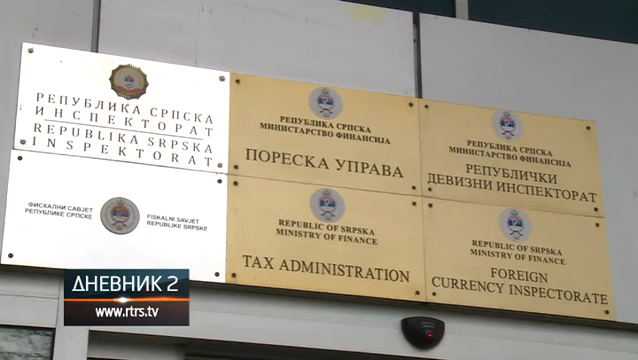 РЕПУБЛИКА СРПСКА
ИНСПЕКТОРАТ
REPUBLIKA SRPSKA
INSPEKTORAT
ФИСКАЛНИ САВЈЕТ
РЕПУБЛИКЕ СРПСКЕ
FISKALNI SAVJET
REPUBLIKE SRPSKE
РЕПУБЛИКА СРПСКА
МИНИСТАРСТВО ФИНАНСИЈА
ПОРЕСКА УПРАВА
REPUBLIC OF SRPSKA
MINISTRY OF FINANCE
TAX ADMINISTRATION
РЕПУБЛИКА СРПСКА
МИНИСТАРСТВО ФИНАНСИЈА
РЕПУБЛИЧКИ
ДЕВИЗНИ ИНСПЕКТОРАТ
REPUBLIC OF SRPSKA
MINISTRY OF FINANCE
FOREIGN
CURRENCY INSPECTORATE
ДНЕВНИК 2
www.rtrs.tv